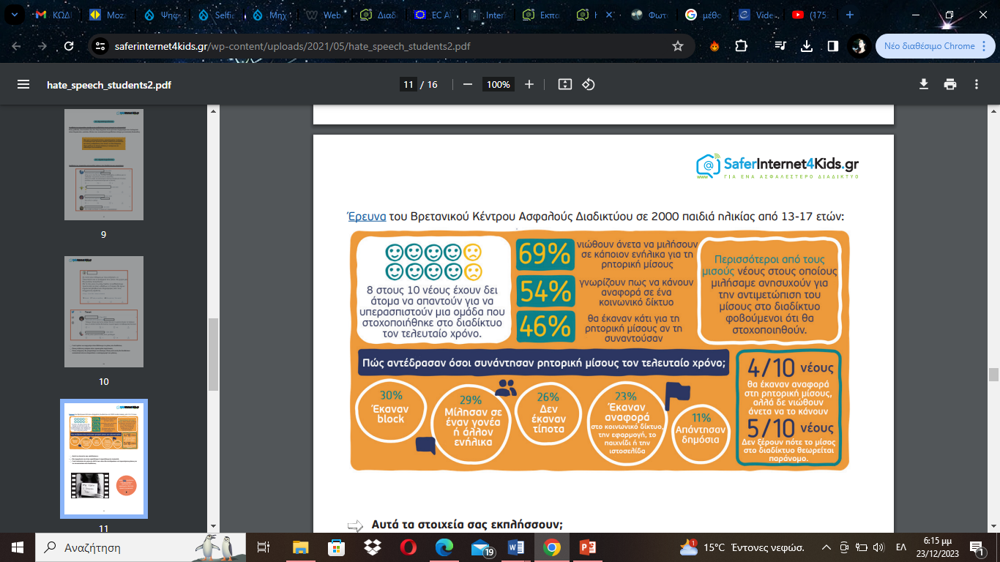 ΚΩΔΙ
Moz
Ψηφ
Selfie
Μηχ
Web
Διαδ
EC A
Inter
Εκπα
Φωτ
μέθο
Vide
(175
saferinternet4kids.gr/wp-content/uploads/2021/05/hate_speech_students2.pdf
Νέο διαθέσιμο Chrome
hate_speech_students2.pdf
11 / 16
100%
9
10
11
SaferInternet4Kids.gr
www ΓΙΑ ΕΝΑ ΑΣΦΑΛΕΣΤΕΡΟ ΔΙΑΔΙΚΤΥΟ
Έρευνα του Βρετανικού Κέντρου Ασφαλούς Διαδικτύου σε 2000 παιδιά ηλικίας από 13-17 ετών:
8 στους 10 νέους έχουν δει
άτομα να απαντούν για να
υπερασπιστούν μια ομάδα που
στοχοποιήθηκε στο διαδίκτυο
τον τελευταίο χρόνο.
69%
νιώθουν άνετα να μιλήσουν
σε κάποιον ενήλικα για τη
ρητορική μίσους
54%
γνωρίζουν πως να κάνουν
αναφορά σε ένα
κοινωνικό δίκτυο
46%
θα έκαναν κάτι για τη
ρητορική μίσους αν τη
συναντούσαν
Περισσότεροι από τους
μισούς νέους στους οποίους
μιλήσαμε ανησυχούν για
την αντιμετώπιση του
μίσους στο διαδίκτυο
φοβούμενοι ότι θα
στοχοποιηθούν.
Πώς αντέδρασαν όσοι συνάντησαν ρητορική μίσους τον τελευταίο χρόνο;
30%
Έκαναν
block
29%
Μίλησαν σε
έναν γονέα
ή άλλον
ενήλικα
26%
Δεν
έκαναν
τίποτα
23%
Έκαναν
αναφορά
στο κοινωνικό δίκτυο,
την εφαρμογή, το
παιχνίδι ή την
ιστοσελίδα
11%
Απάντησαν
δημόσια
4/10 νέους
θα έκαναν αναφορά
στη ρητορική μίσους,
αλλά δε νιώθουν
άνετα να το κάνουν
5/10 νέους
Δεν ξέρουν πότε το μίσος
στο διαδίκτυο θεωρείται
παράνομο.
Αυτά τα στοιχεία σας εκπλήσσουν;
Αναζήτηση
19
1
15°C Έντονες νεφώσ.
ΕΛ
6:15 μμ
23/12/2023
1